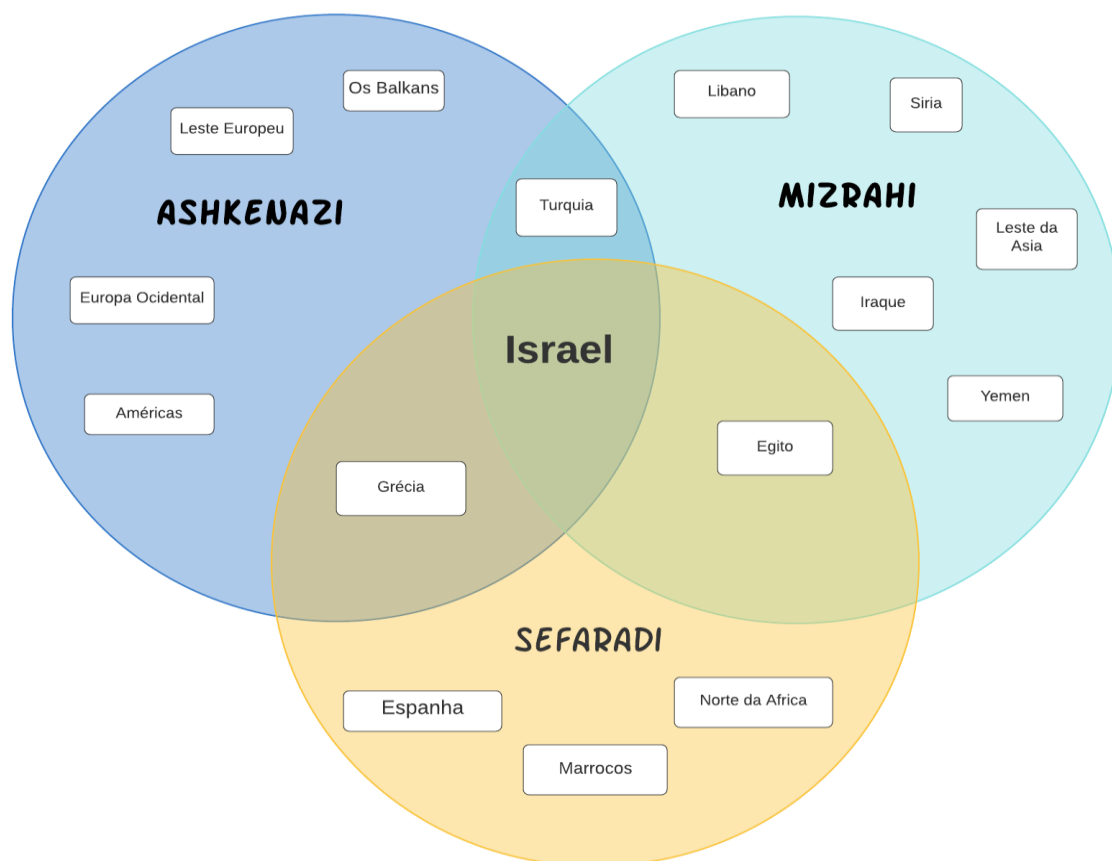 Os Balkans
Libano
Siria
Leste Europeu
ASHKENAZI
MIZRAHI
Turquia
Leste da
Asia
Europa Ocidental
Iraque
Israel
Américas
Yemen
Egito
Grécia
SEFARADI
Espanha
Norte da Africa
Marrocos